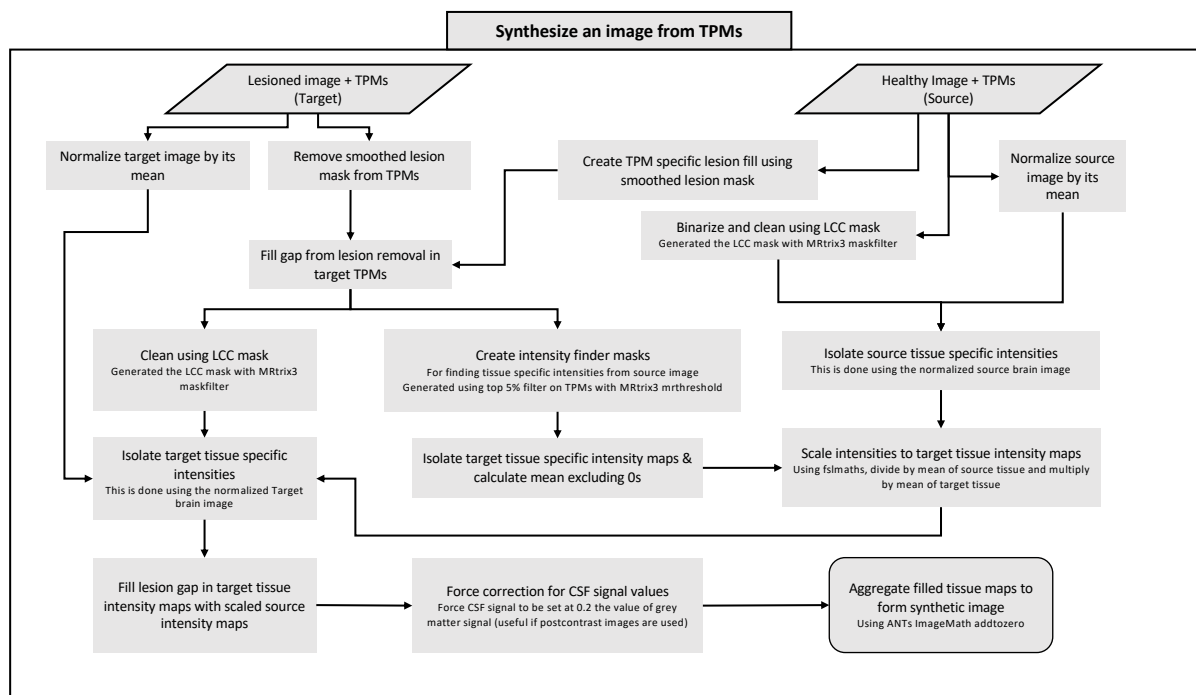 Synthesize an image from TPMs
Lesioned image + TPMs
(Target)
Healthy Image + TPMs
(Source)
Normalize target image by its
mean
Remove smoothed lesion
mask from TPMs
Create TPM specific lesion fill using
smoothed lesion mask
Normalize source
image by its
mean
Binarize and clean using LCC mask
Generated the LCC mask with MRtrix3 maskfilter
Fill gap from lesion removal in
target TPMs
Clean using LCC mask
Generated the LCC mask with MRtrix3
maskfilter
Create intensity finder masks
For finding tissue specific intensities from source image
Generated using top 5% filter on TPMs with MRtrix3 mrthreshold
Isolate source tissue specific intensities
This is done using the normalized source brain image
Isolate target tissue specific
intensities
This is done using the normalized Target
brain image
Isolate target tissue specific intensity maps &
calculate mean excluding 0s
Scale intensities to target tissue intensity maps
Using fslmaths, divide by mean of source tissue and multiply
by mean of target tissue
Fill lesion gap in target tissue
intensity maps with scaled source
intensity maps
Force correction for CSF signal values
Force CSF signal to be set at 0.2 the value of grey
matter signal (useful if postcontrast images are used)
Aggregate filled tissue maps to
form synthetic image
Using ANTs ImageMath addtozero